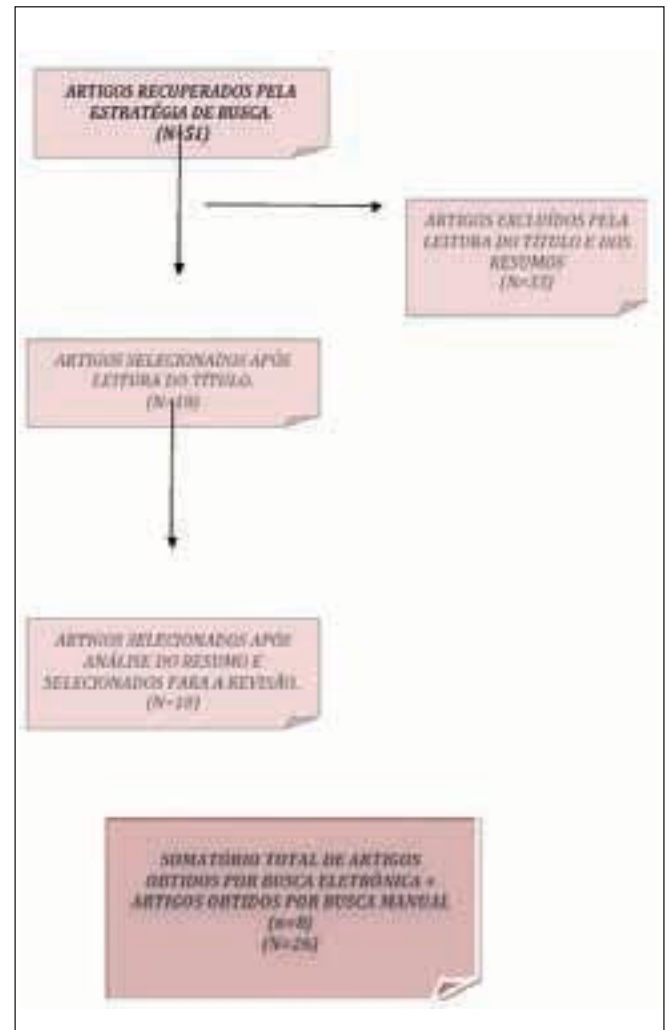 ARTIGOS RECUPERADOS PELA
ESTRATÉGIA DE BUSCA.
(N=51)
ARTIGOS EXCLUÍDOS PELA
LEITURA DO TÍTULO E DOS
RESUMOS
(N=33)
ARTIGOS SELECIONADOS APÓS
LEITURA DO TÍTULO.
ARTIGOS SELECIONADOS APÓS
ANÁLISE DO RESUMO E
SELECIONADOS PARA A REVISÃO.
(N=18)
SOMATÓRIO TOTAL DE ARTIGOS
OBTIDOS POR BUSCA ELETRÔNICA +
ARTIGOS OBTIDOS POR BUSCA MANUAL
(n=8)
(N=26)